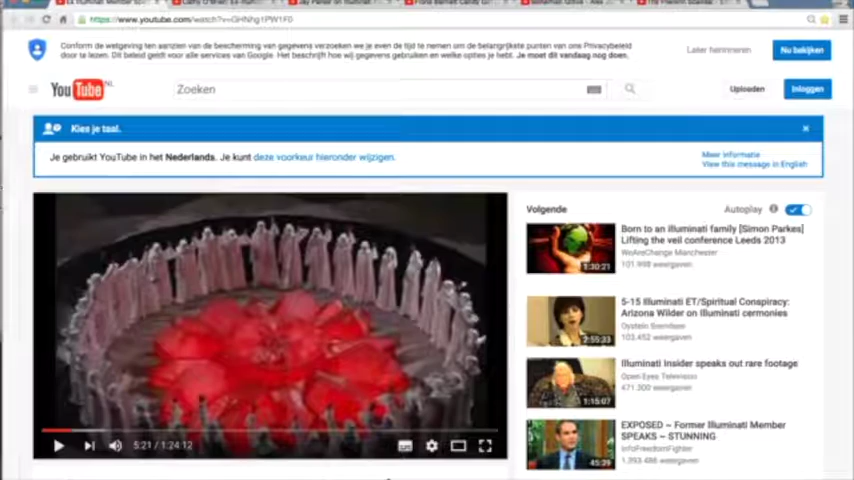 https://www.youtube.com/watch?v=GHNhg1PW1F0
Conform de wetgeving ten aanzien van de bescherming van gegevens verzoeken we je even de tijd te nemen om de belangrijkste punten van ons Privacybeleid
door te lezen. Dit beleid geldt voor alle services van Google. Het beschrijft hoe wij gegevens gebruiken en welke opties je hebt. Je moet dit vandaag nog doen.
Later herinneren
Nu bekijken
YouTube NL
Zoeken
Uploaden
Inloggen
Kies je taal.
Je gebruikt YouTube in het Nederlands. Je kunt deze voorkeur hieronder wijzigen.
Meer informatie
View this message in English
Volgende
Autoplay
Born to an illuminati family [Simon Parkes]
Lifting the veil conference Leeds 2013
WeAreChange Manchester
101.998 weergaven
1:30:21
5-15 Illuminati ET/Spiritual Conspiracy:
Arizona Wilder on Illuminati cermonies
103.452 weergaven
2:55:33
Illuminati Insider speaks out rare footage
Open Eyes Televisso
471.300 weergaven
1:15:07
EXPOSED ~ Former Illuminati Member
SPEAKS ~ STUNNING
InfoFreedomFighter
1.393.486 weergaven
45:29
5:21 / 1:24:12